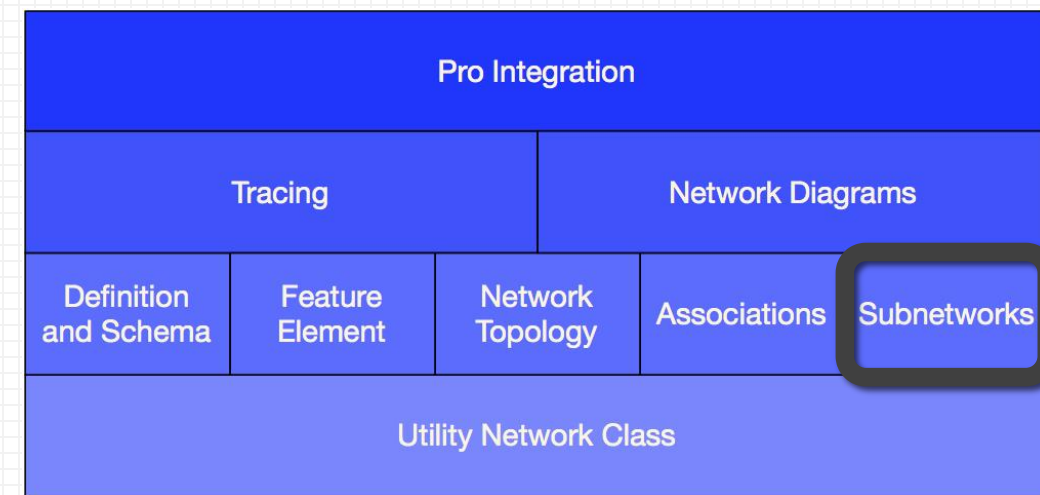 Pro Integration
Tracing
Network Diagrams
Definition
and Schema
Feature
Element
Network
Topology
Associations
Subnetworks
Utility Network Class